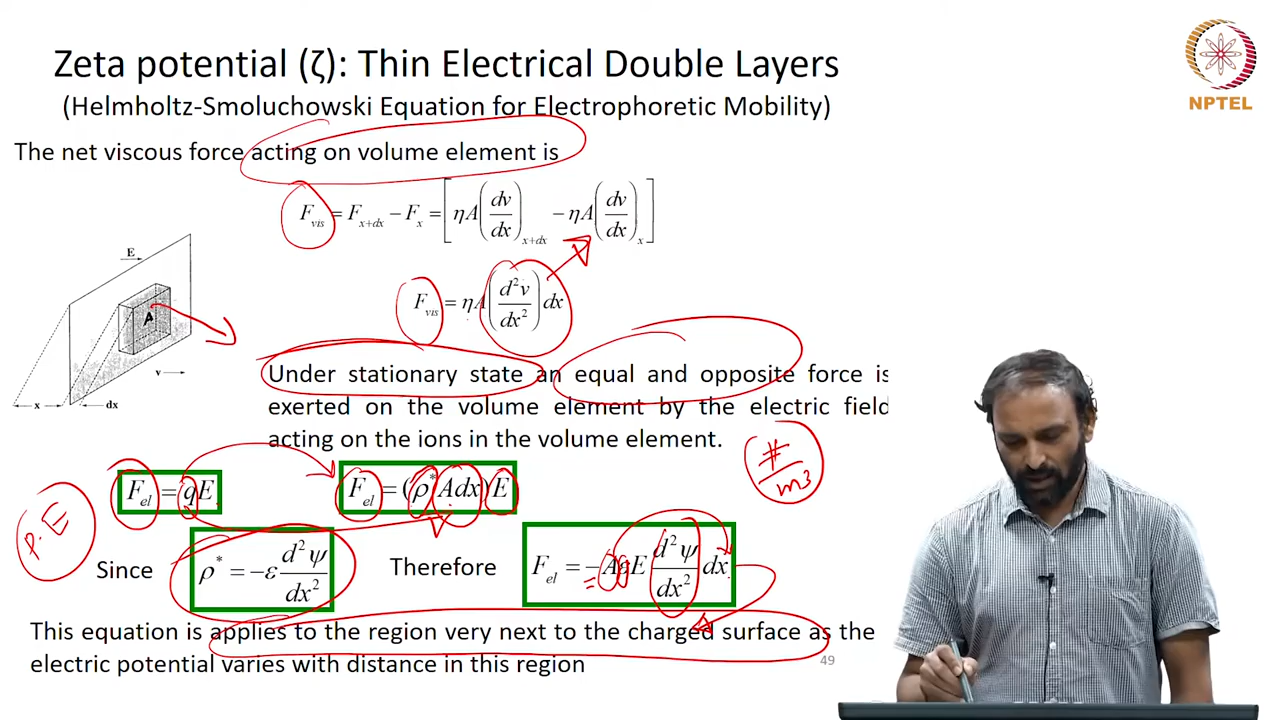 Zeta potential (ζ): Thin Electrical Double Layers
(Helmholtz-Smoluchowski Equation for Electrophoretic Mobility)
NPTEL
The net viscous force acting on volume element is
F_vis = F_{x+dx} − F_x = [ηA(dv/dx)_{x+dx} − ηA(dv/dx)_x]
E
A
v
x
dx
F_vis = ηA(d²v/dx²)dx
Under stationary state an equal and opposite force is
exerted on the volume element by the electric field
acting on the ions in the volume element.
#/m³
F_el = qE
F_el = (ρ* Adx)E
P.E
Since
ρ* = −ε d²ψ/dx²
Therefore
F_el = −AεE d²ψ/dx² dx
This equation is applies to the region very next to the charged surface as the
electric potential varies with distance in this region
49